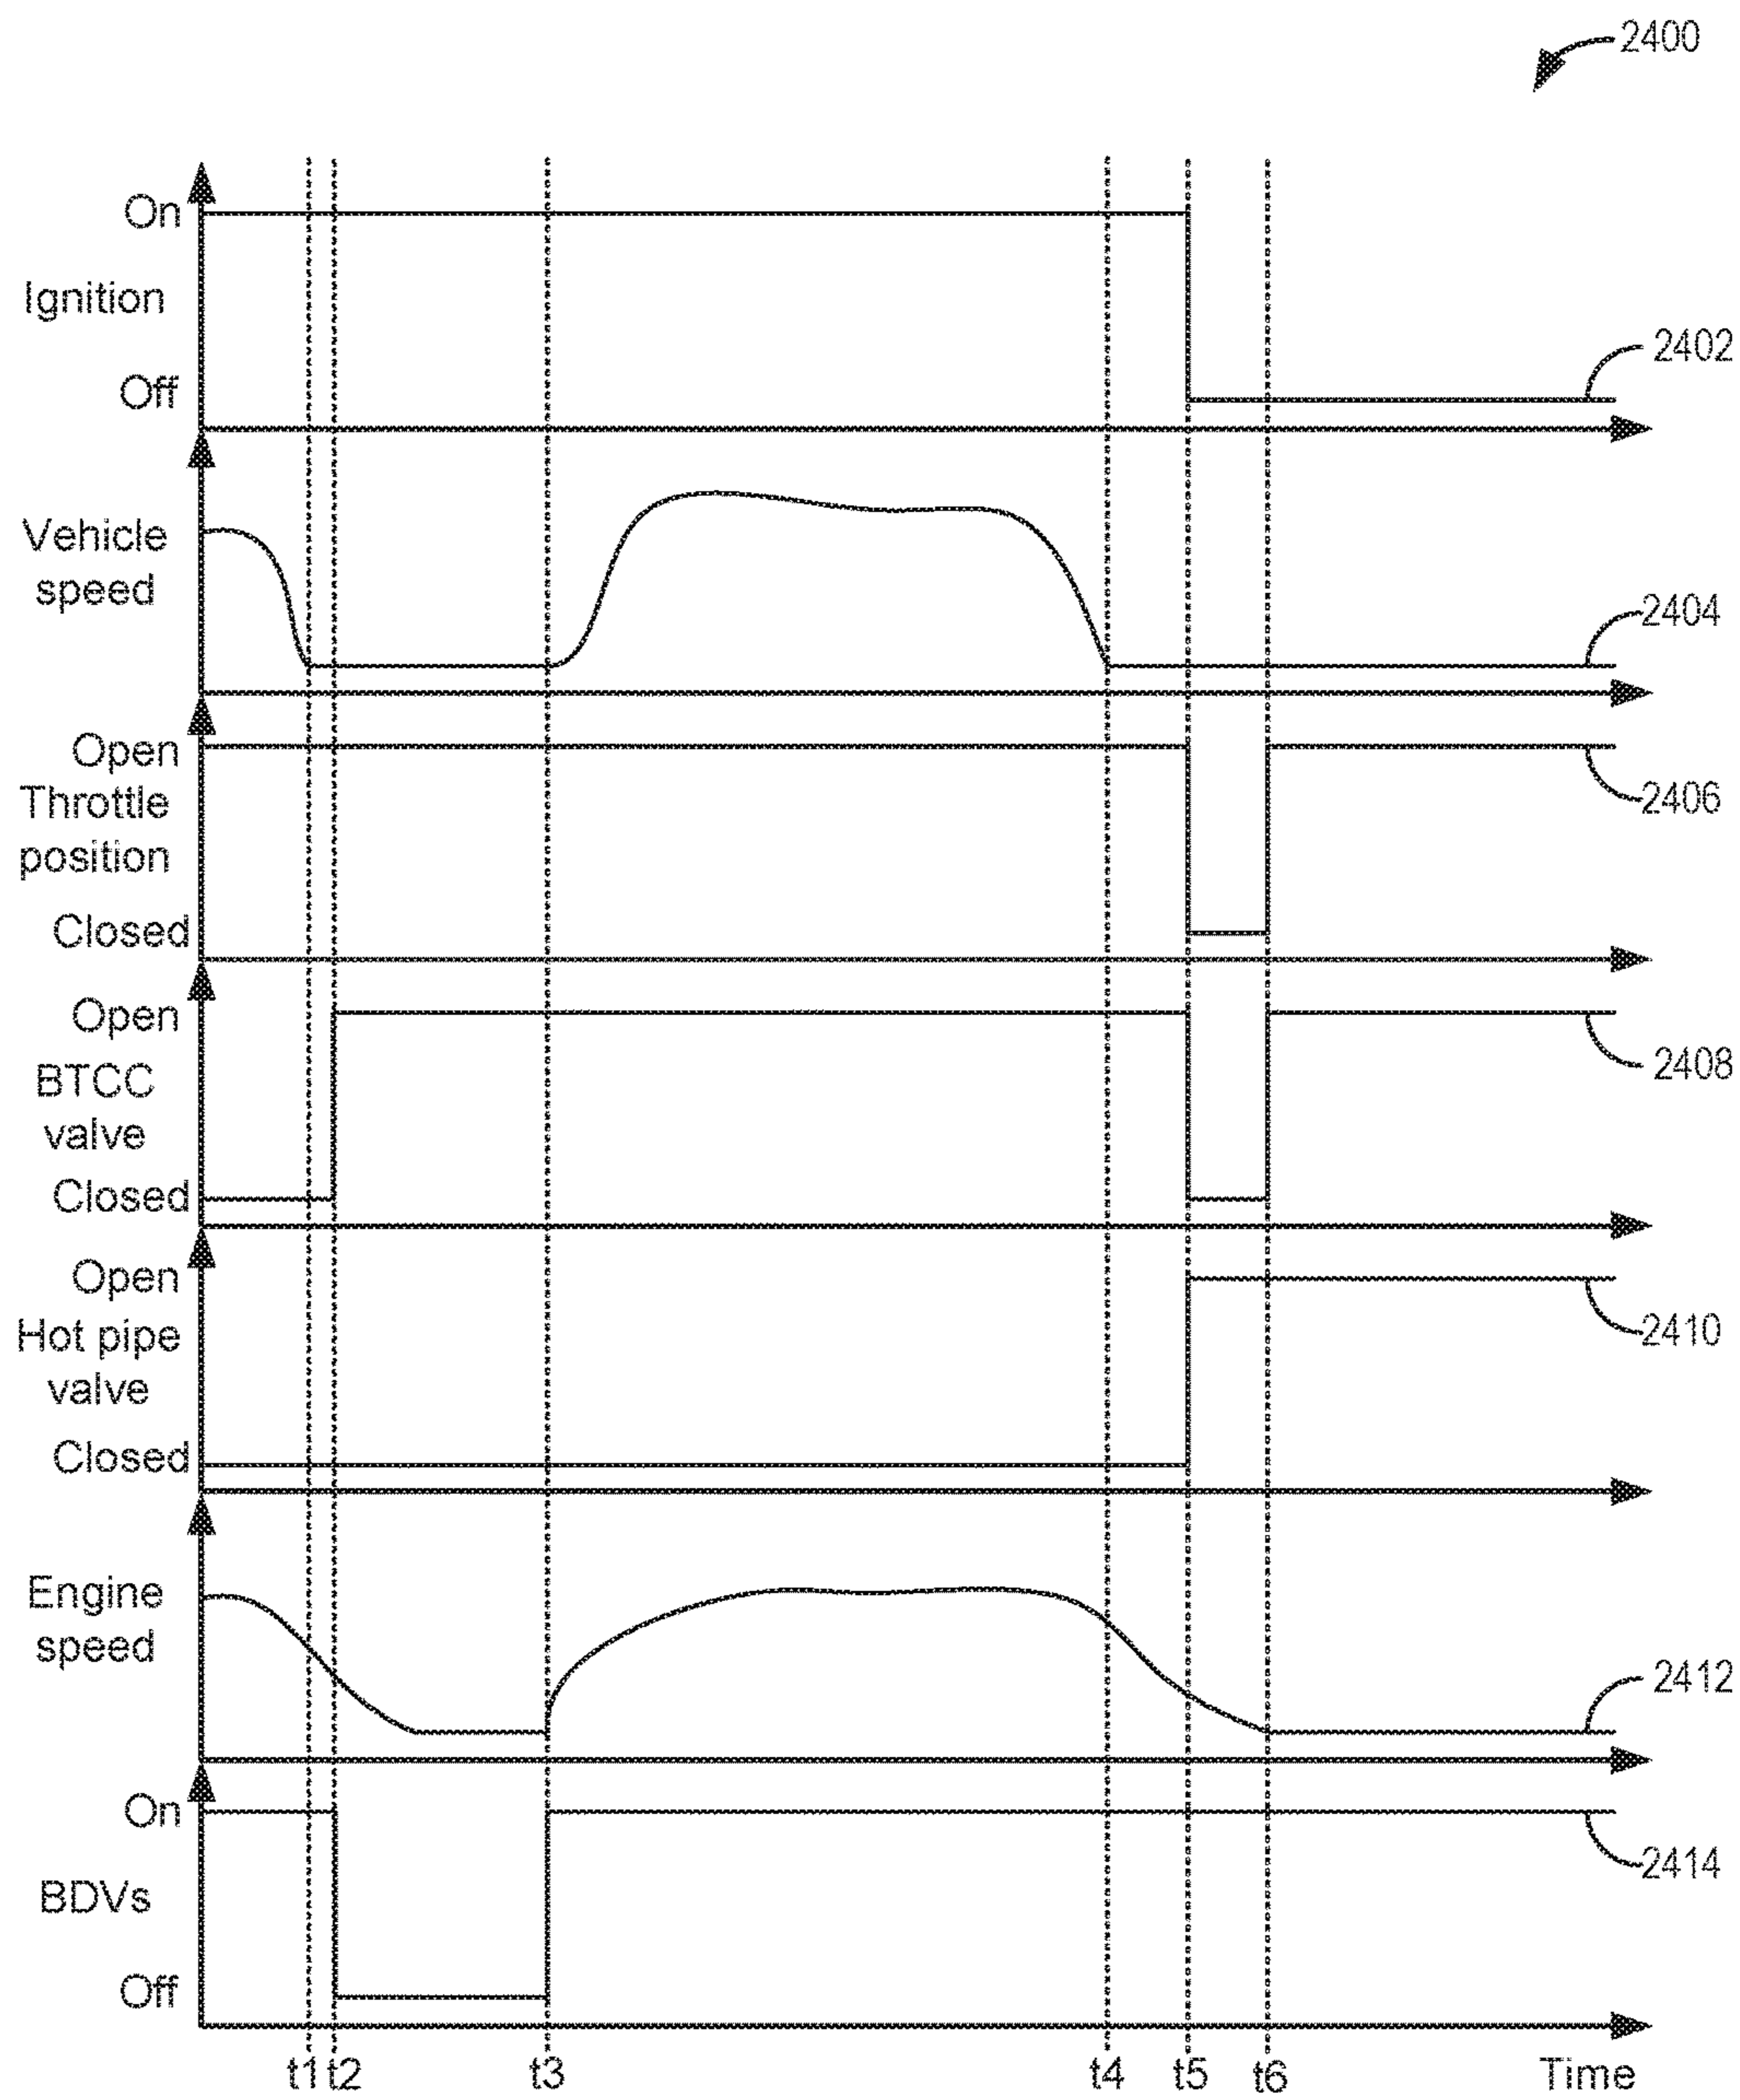 2400
On
Ignition
Off
2402
Vehicle
speed
2404
Open
Throttle
position
Closed
2406
Open
BTCC
valve
Closed
2408
Open
Hot pipe
valve
Closed
2410
Engine
speed
2412
On
BDVs
Off
2414
t1 t2 t3 t4 t5 t6 Time